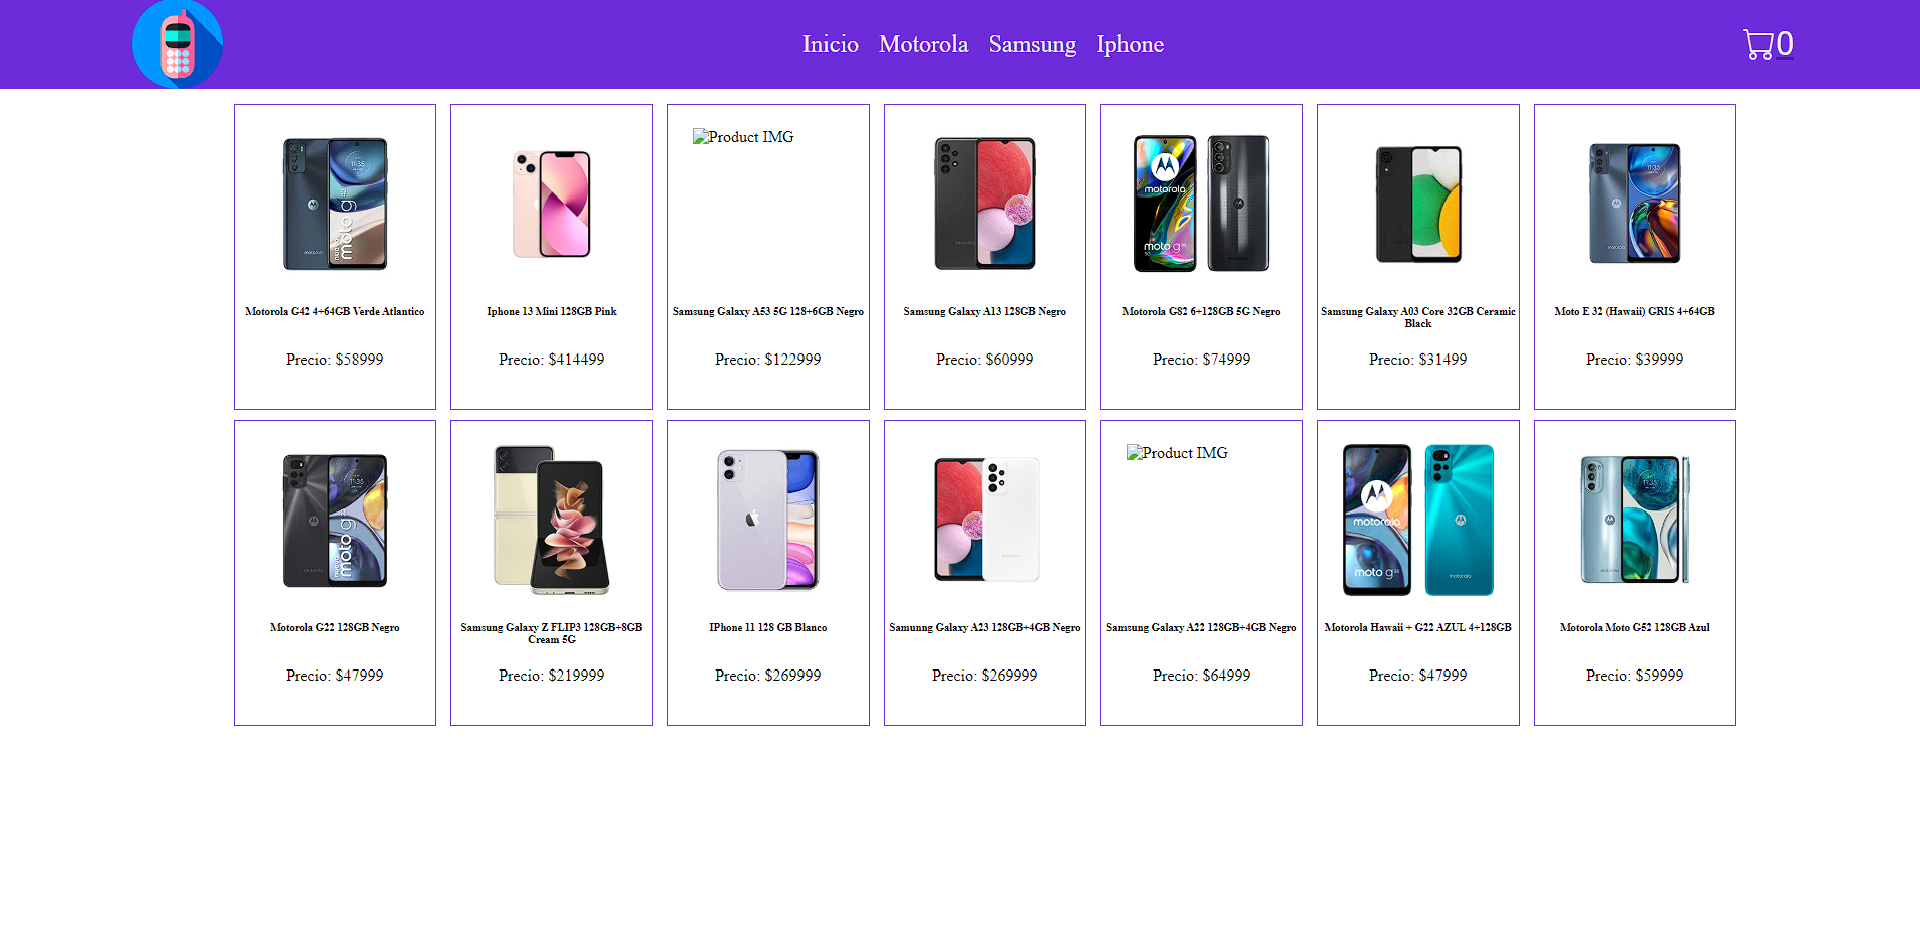 Inicio Motorola Samsung Iphone
0
Product IMG
motorola
moto g
Motorola G42 4+64GB Verde Atlantico
Iphone 13 Mini 128GB Pink
Samsung Galaxy A53 5G 128+6GB Negro
Samsung Galaxy A13 128GB Negro
Motorola G82 6+128GB 5G Negro
Samsung Galaxy A03 Core 32GB Ceramic
Black
Moto E 32 (Hawaii) GRIS 4+64GB
Precio: $58999
Precio: $414499
Precio: $122999
Precio: $60999
Precio: $74999
Precio: $31499
Precio: $39999
Product IMG
motorola
moto g
Motorola G22 128GB Negro
Samsung Galaxy Z FLIP3 128GB+8GB
Cream 5G
IPhone 11 128 GB Blanco
Samunng Galaxy A23 128GB+4GB Negro
Samsung Galaxy A22 128GB+4GB Negro
Motorola Hawaii + G22 AZUL 4+128GB
Motorola Moto G52 128GB Azul
Precio: $47999
Precio: $219999
Precio: $269999
Precio: $269999
Precio: $64999
Precio: $47999
Precio: $59999